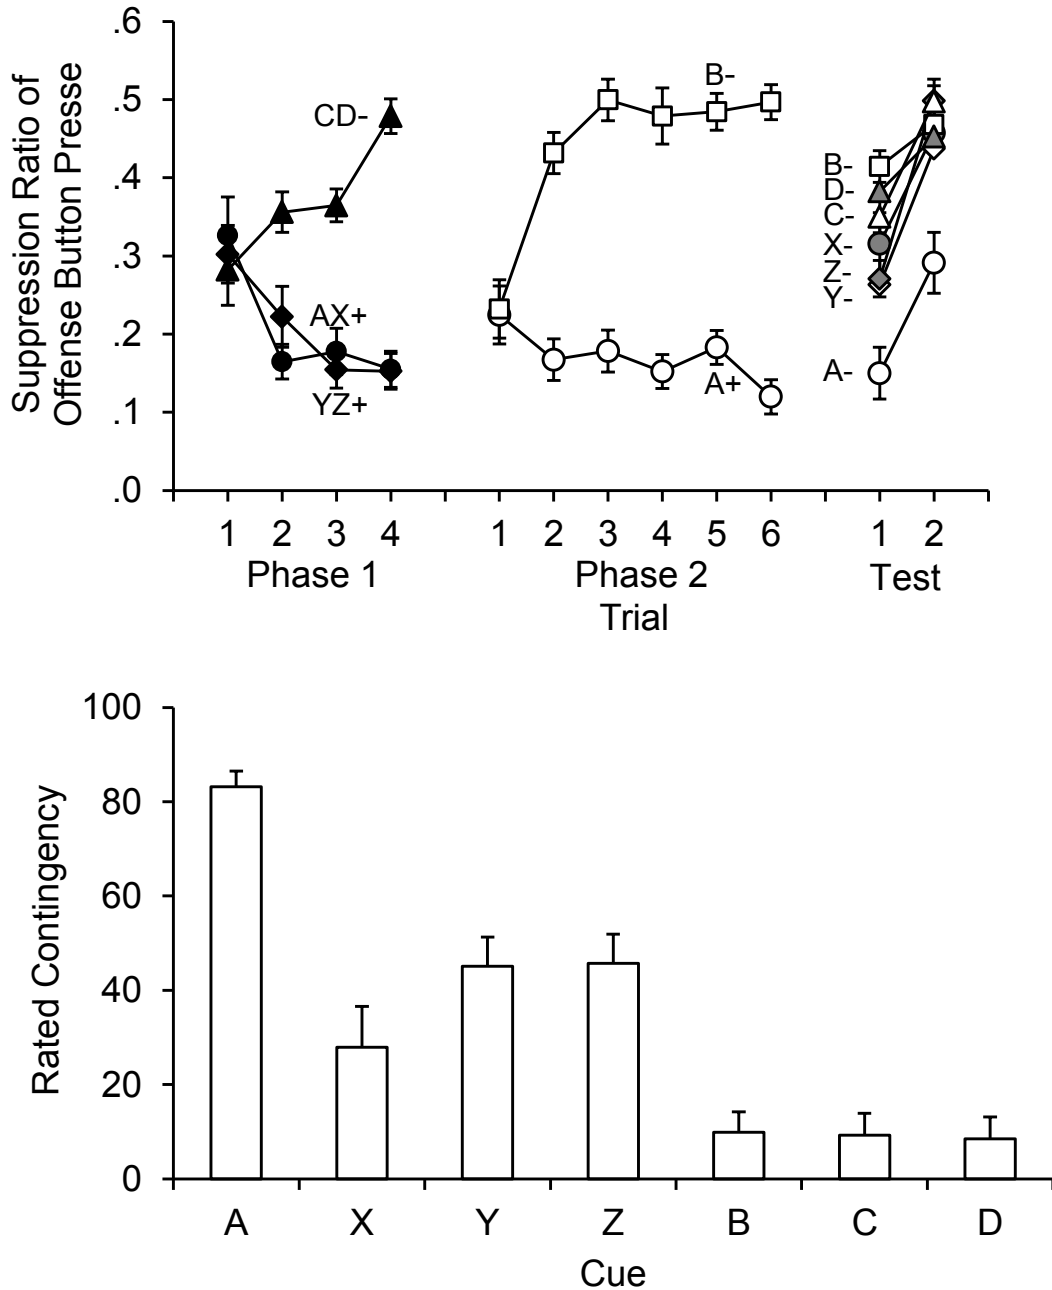 Suppression Ratio of
Offense Button Presse
.6
.5
.4
.3
.2
.1
.0
CD-
AX+
YZ+
B-
A+
B-
D-
C-
X-
Z-
Y-
A-
1 2 3 4 1 2 3 4 5 6 1 2
Phase 1 Phase 2 Test
Trial
Rated Contingency
100
80
60
40
20
0
A X Y Z B C D
Cue